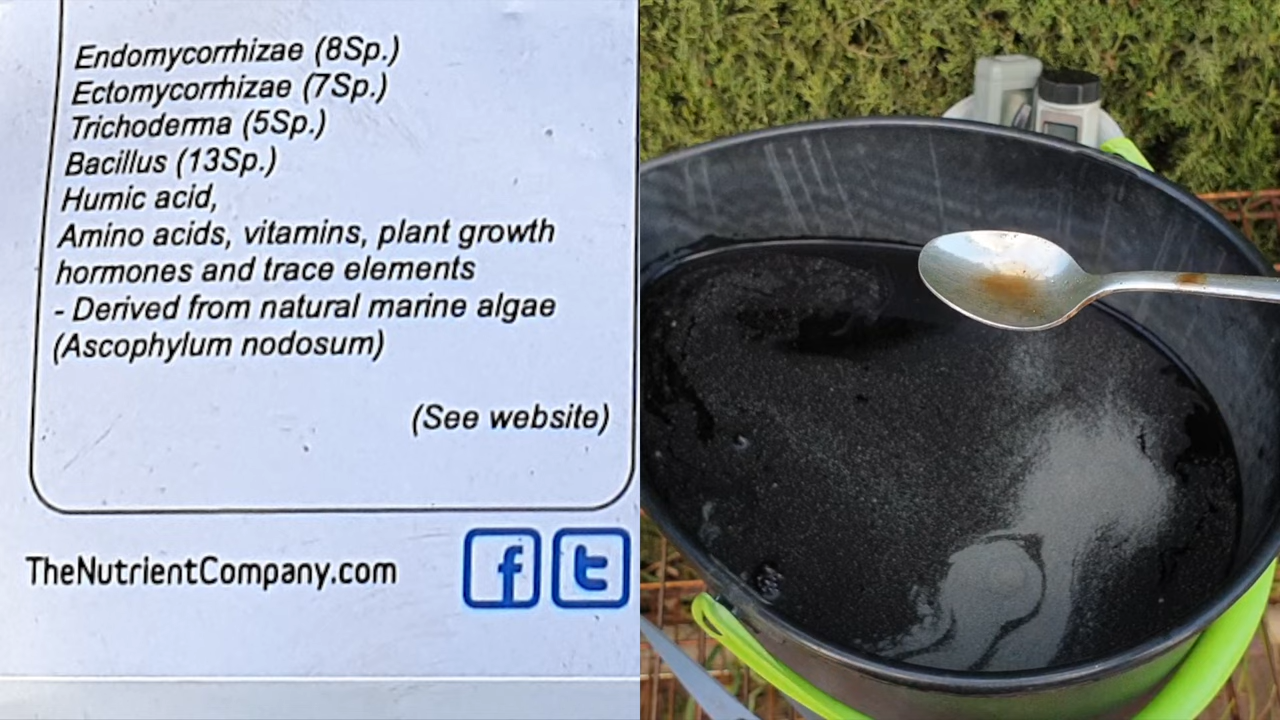 Endomycorrhizae (8Sp.)
Ectomycorrhizae (7Sp.)
Trichoderma (5Sp.)
Bacillus (13Sp.)
Humic acid,
Amino acids, vitamins, plant growth
hormones and trace elements
- Derived from natural marine algae
(Ascophylum nodosum)
(See website)
TheNutrientCompany.com
f t